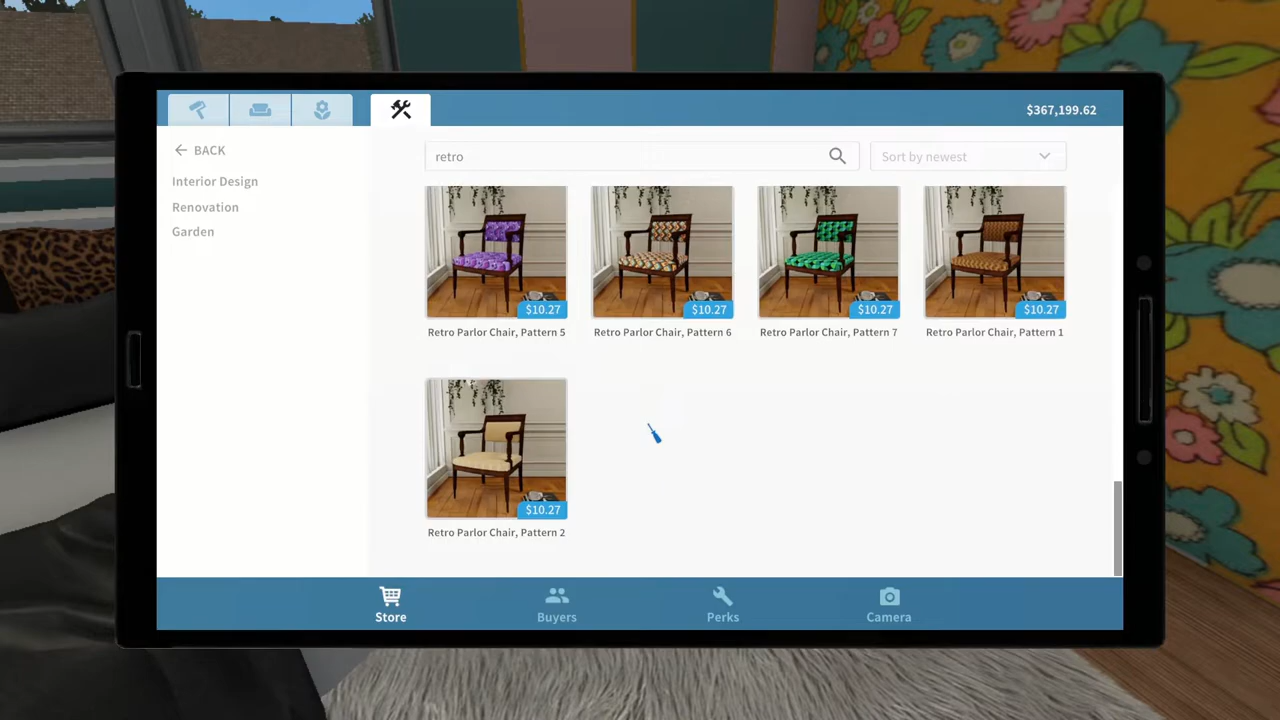 $367,199.62
BACK
Interior Design
Renovation
Garden
retro
Sort by newest
$10.27
$10.27
$10.27
$10.27
Retro Parlor Chair, Pattern 5
Retro Parlor Chair, Pattern 6
Retro Parlor Chair, Pattern 7
Retro Parlor Chair, Pattern 1
$10.27
Retro Parlor Chair, Pattern 2
Store
Buyers
Perks
Camera